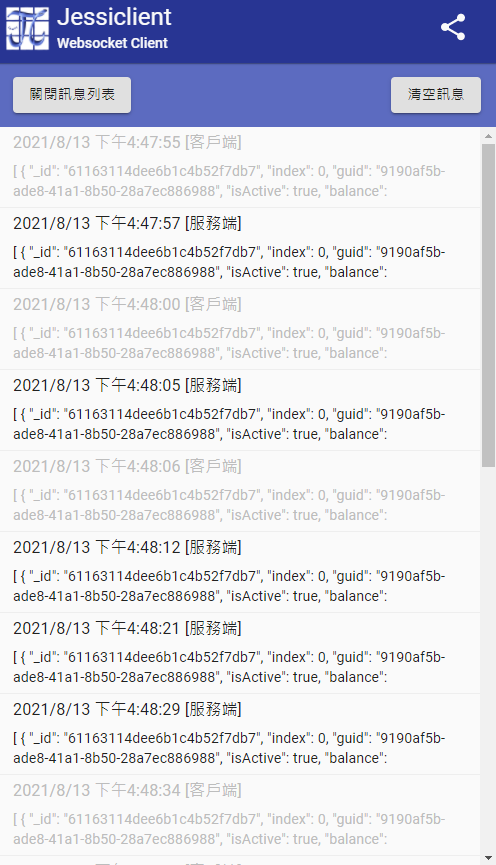 Jessiclient
Websocket Client
關閉訊息列表
清空訊息
2021/8/13 下午4:47:55 [客戶端]
[ { "_id": "61163114dee6b1c4b52f7db7", "index": 0, "guid": "9190af5b-
ade8-41a1-8b50-28a7ec886988", "isActive": true, "balance":
2021/8/13 下午4:47:57 [服務端]
[ { "_id": "61163114dee6b1c4b52f7db7", "index": 0, "guid": "9190af5b-
ade8-41a1-8b50-28a7ec886988", "isActive": true, "balance":
2021/8/13 下午4:48:00 [客戶端]
[ { "_id": "61163114dee6b1c4b52f7db7", "index": 0, "guid": "9190af5b-
ade8-41a1-8b50-28a7ec886988", "isActive": true, "balance":
2021/8/13 下午4:48:05 [服務端]
[ { "_id": "61163114dee6b1c4b52f7db7", "index": 0, "guid": "9190af5b-
ade8-41a1-8b50-28a7ec886988", "isActive": true, "balance":
2021/8/13 下午4:48:06 [客戶端]
[ { "_id": "61163114dee6b1c4b52f7db7", "index": 0, "guid": "9190af5b-
ade8-41a1-8b50-28a7ec886988", "isActive": true, "balance":
2021/8/13 下午4:48:12 [服務端]
[ { "_id": "61163114dee6b1c4b52f7db7", "index": 0, "guid": "9190af5b-
ade8-41a1-8b50-28a7ec886988", "isActive": true, "balance":
2021/8/13 下午4:48:21 [服務端]
[ { "_id": "61163114dee6b1c4b52f7db7", "index": 0, "guid": "9190af5b-
ade8-41a1-8b50-28a7ec886988", "isActive": true, "balance":
2021/8/13 下午4:48:29 [服務端]
[ { "_id": "61163114dee6b1c4b52f7db7", "index": 0, "guid": "9190af5b-
ade8-41a1-8b50-28a7ec886988", "isActive": true, "balance":
2021/8/13 下午4:48:34 [客戶端]
[ { "_id": "61163114dee6b1c4b52f7db7", "index": 0, "guid": "9190af5b-
ade8-41a1-8b50-28a7ec886988", "isActive": true, "balance":